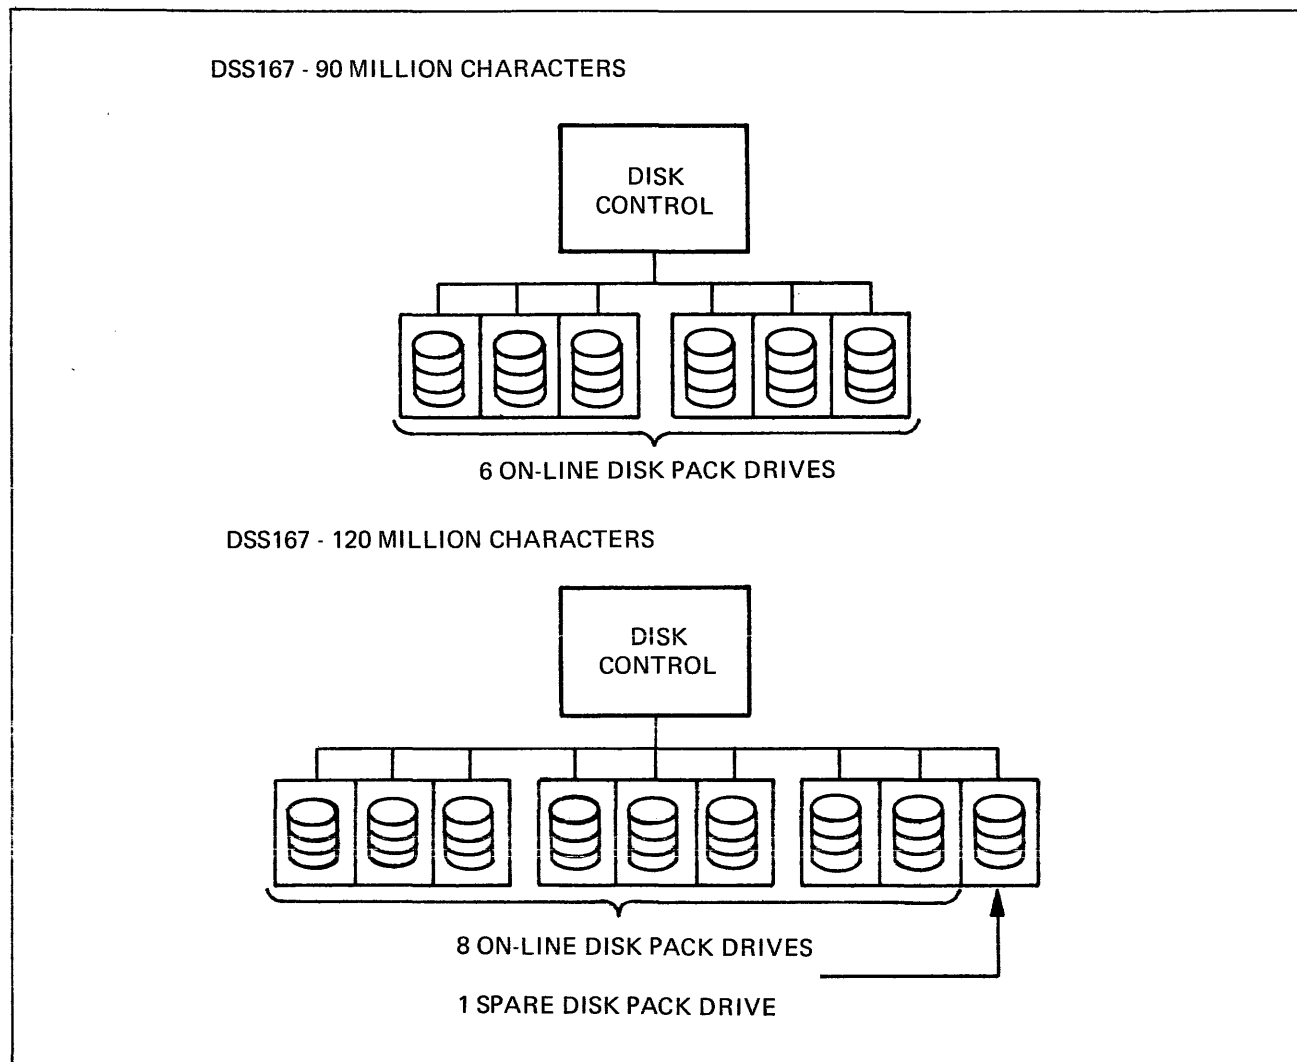 DSS167 - 90 MILLION CHARACTERS
DISK
CONTROL
6 ON-LINE DISK PACK DRIVES
DSS167 - 120 MILLION CHARACTERS
DISK
CONTROL
8 ON-LINE DISK PACK DRIVES
1 SPARE DISK PACK DRIVE